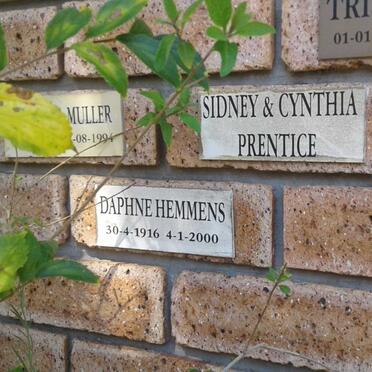 TRI
01-01
MULLER
-08-1994
SIDNEY & CYNTHIA
PRENTICE
DAPHNE HEMMENS
30-4-1916 4-1-2000